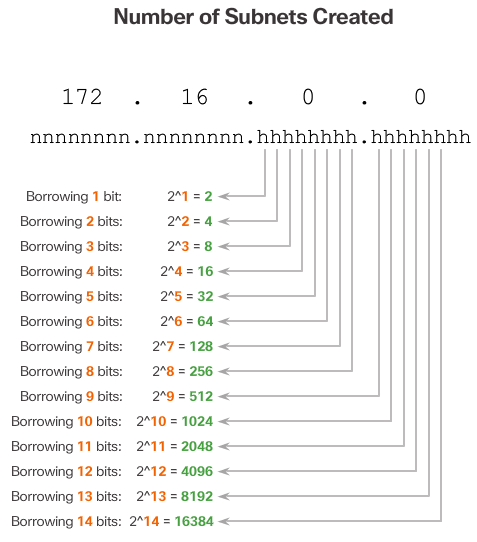 Number of Subnets Created
172 . 16 . 0 . 0
nnnnnnnn.nnnnnnnn.hhhhhhhh.hhhhhhhh
Borrowing 1 bit: 2^1 = 2
Borrowing 2 bits: 2^2 = 4
Borrowing 3 bits: 2^3 = 8
Borrowing 4 bits: 2^4 = 16
Borrowing 5 bits: 2^5 = 32
Borrowing 6 bits: 2^6 = 64
Borrowing 7 bits: 2^7 = 128
Borrowing 8 bits: 2^8 = 256
Borrowing 9 bits: 2^9 = 512
Borrowing 10 bits: 2^10 = 1024
Borrowing 11 bits: 2^11 = 2048
Borrowing 12 bits: 2^12 = 4096
Borrowing 13 bits: 2^13 = 8192
Borrowing 14 bits: 2^14 = 16384